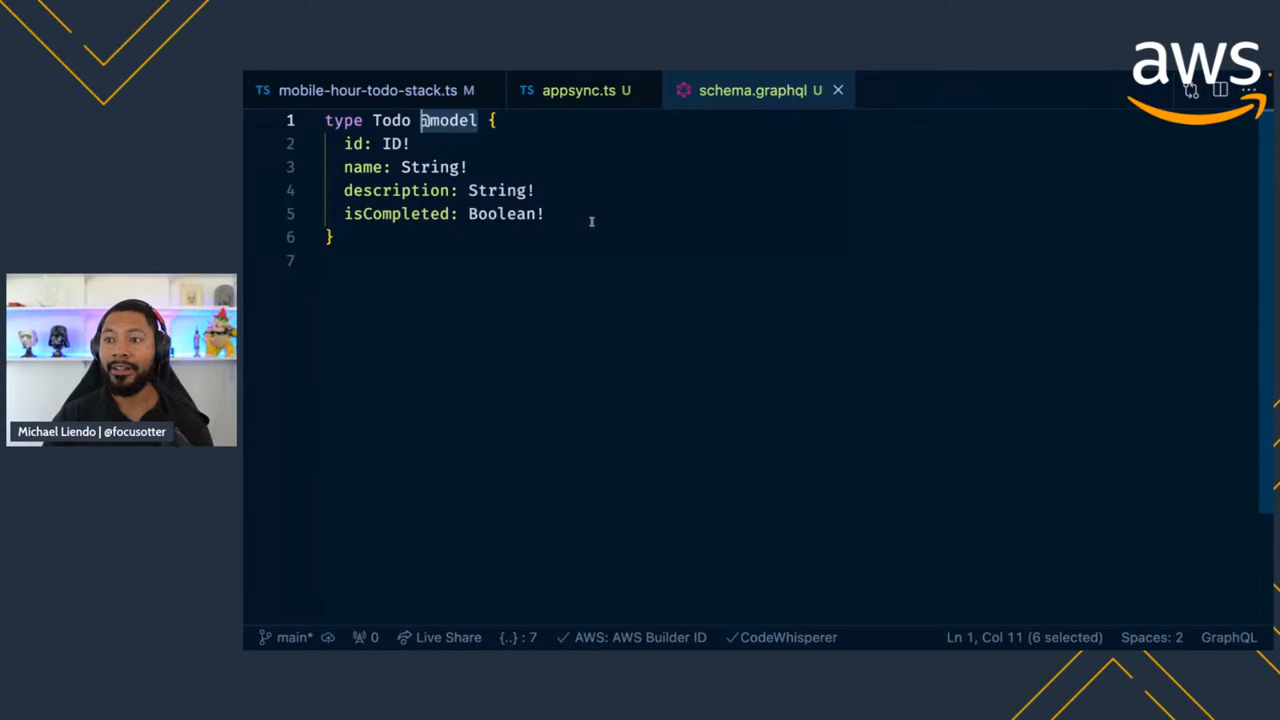 aws
mobile-hour-todo-stack.ts M
TS appsync.ts U
schema.graphql U
1 type Todo @model {
2 id: ID!
3 name: String!
4 description: String!
5 isCompleted: Boolean!
6 }
7
Michael Liendo | @focusotter
main* 0 Live Share {..} : 7 AWS: AWS Builder ID CodeWhisperer Ln 1, Col 11 (6 selected) Spaces: 2 GraphQL